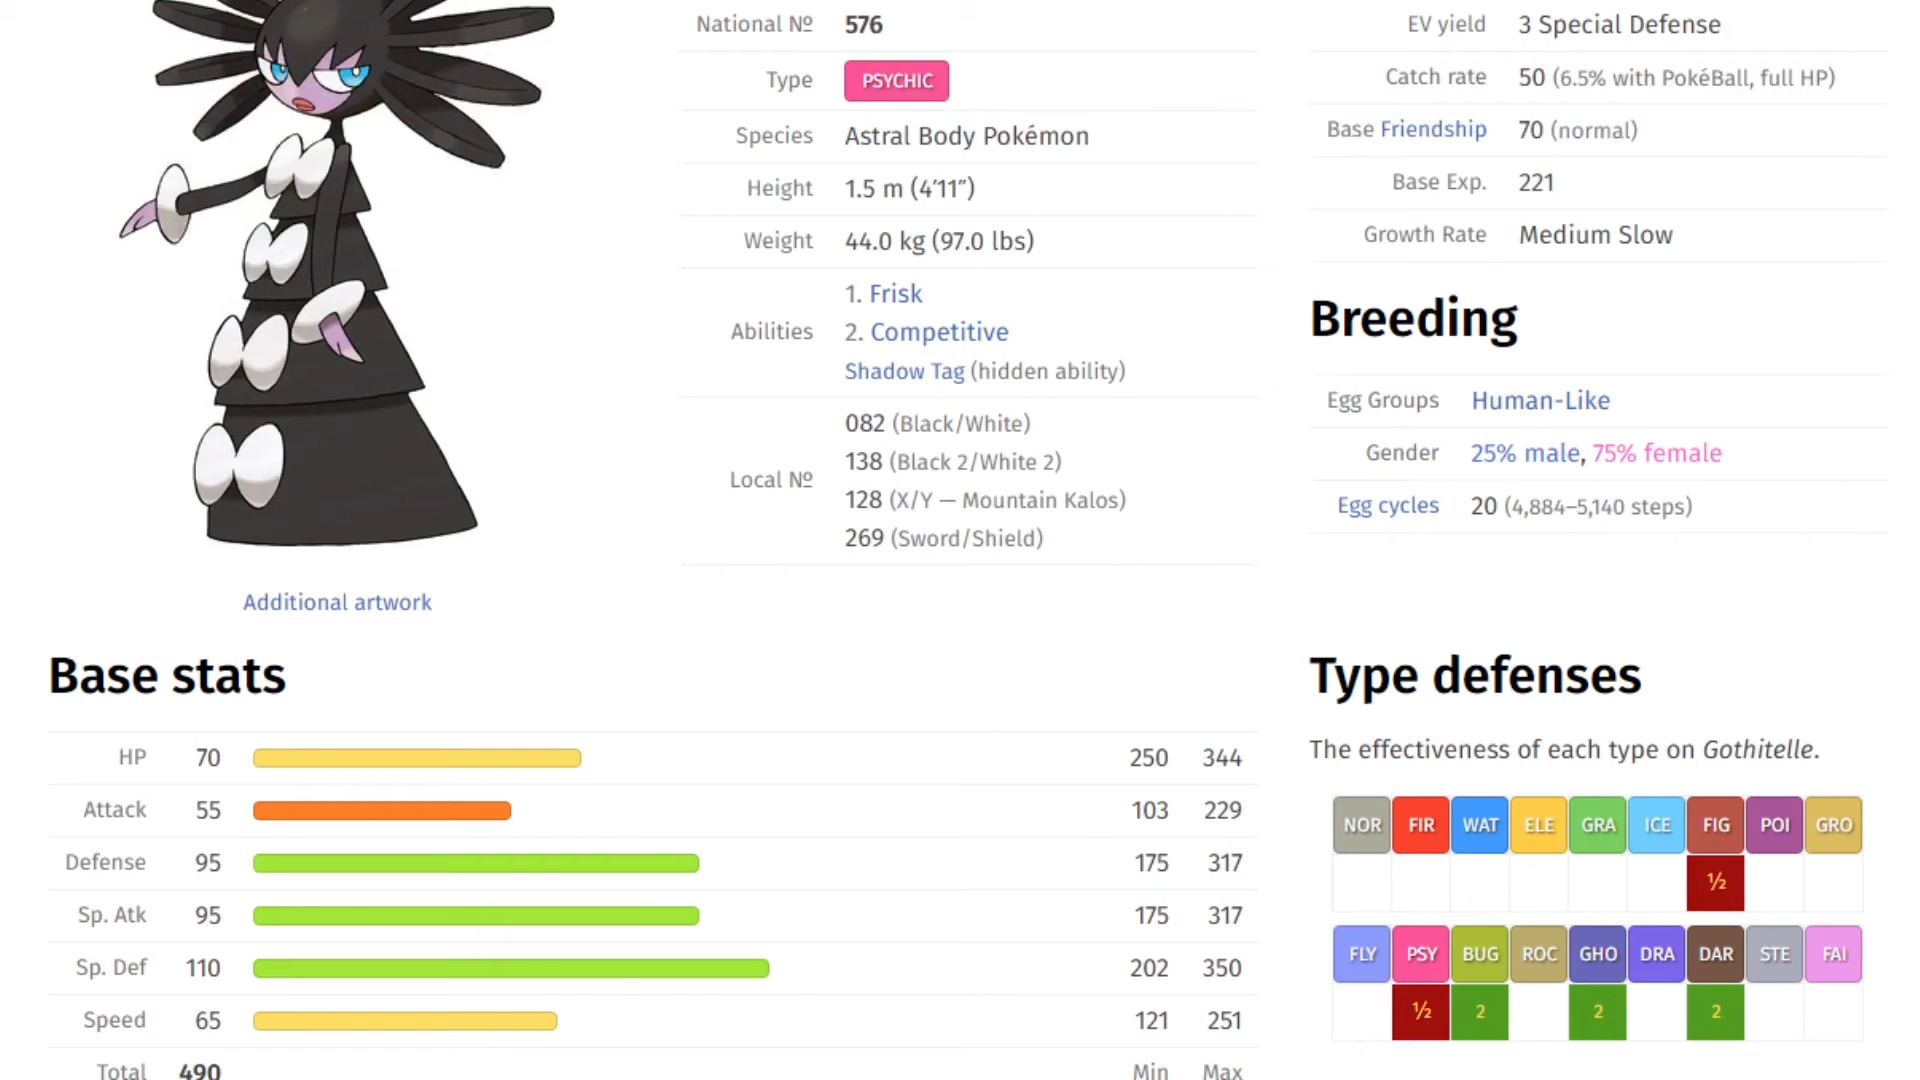 National № 576
Type PSYCHIC
Species Astral Body Pokémon
Height 1.5 m (4′11″)
Weight 44.0 kg (97.0 lbs)
Abilities
1. Frisk
2. Competitive
Shadow Tag (hidden ability)
Local №
082 (Black/White)
138 (Black 2/White 2)
128 (X/Y — Mountain Kalos)
269 (Sword/Shield)
EV yield 3 Special Defense
Catch rate 50 (6.5% with PokéBall, full HP)
Base Friendship 70 (normal)
Base Exp. 221
Growth Rate Medium Slow
Breeding
Egg Groups Human-Like
Gender 25% male, 75% female
Egg cycles 20 (4,884–5,140 steps)
Additional artwork
Base stats
HP 70 250 344
Attack 55 103 229
Defense 95 175 317
Sp. Atk 95 175 317
Sp. Def 110 202 350
Speed 65 121 251
Total 490 Min Max
Type defenses
The effectiveness of each type on Gothitelle.
NOR FIR WAT ELE GRA ICE FIG POI GRO
½
FLY PSY BUG ROC GHO DRA DAR STE FAI
½ 2 2 2